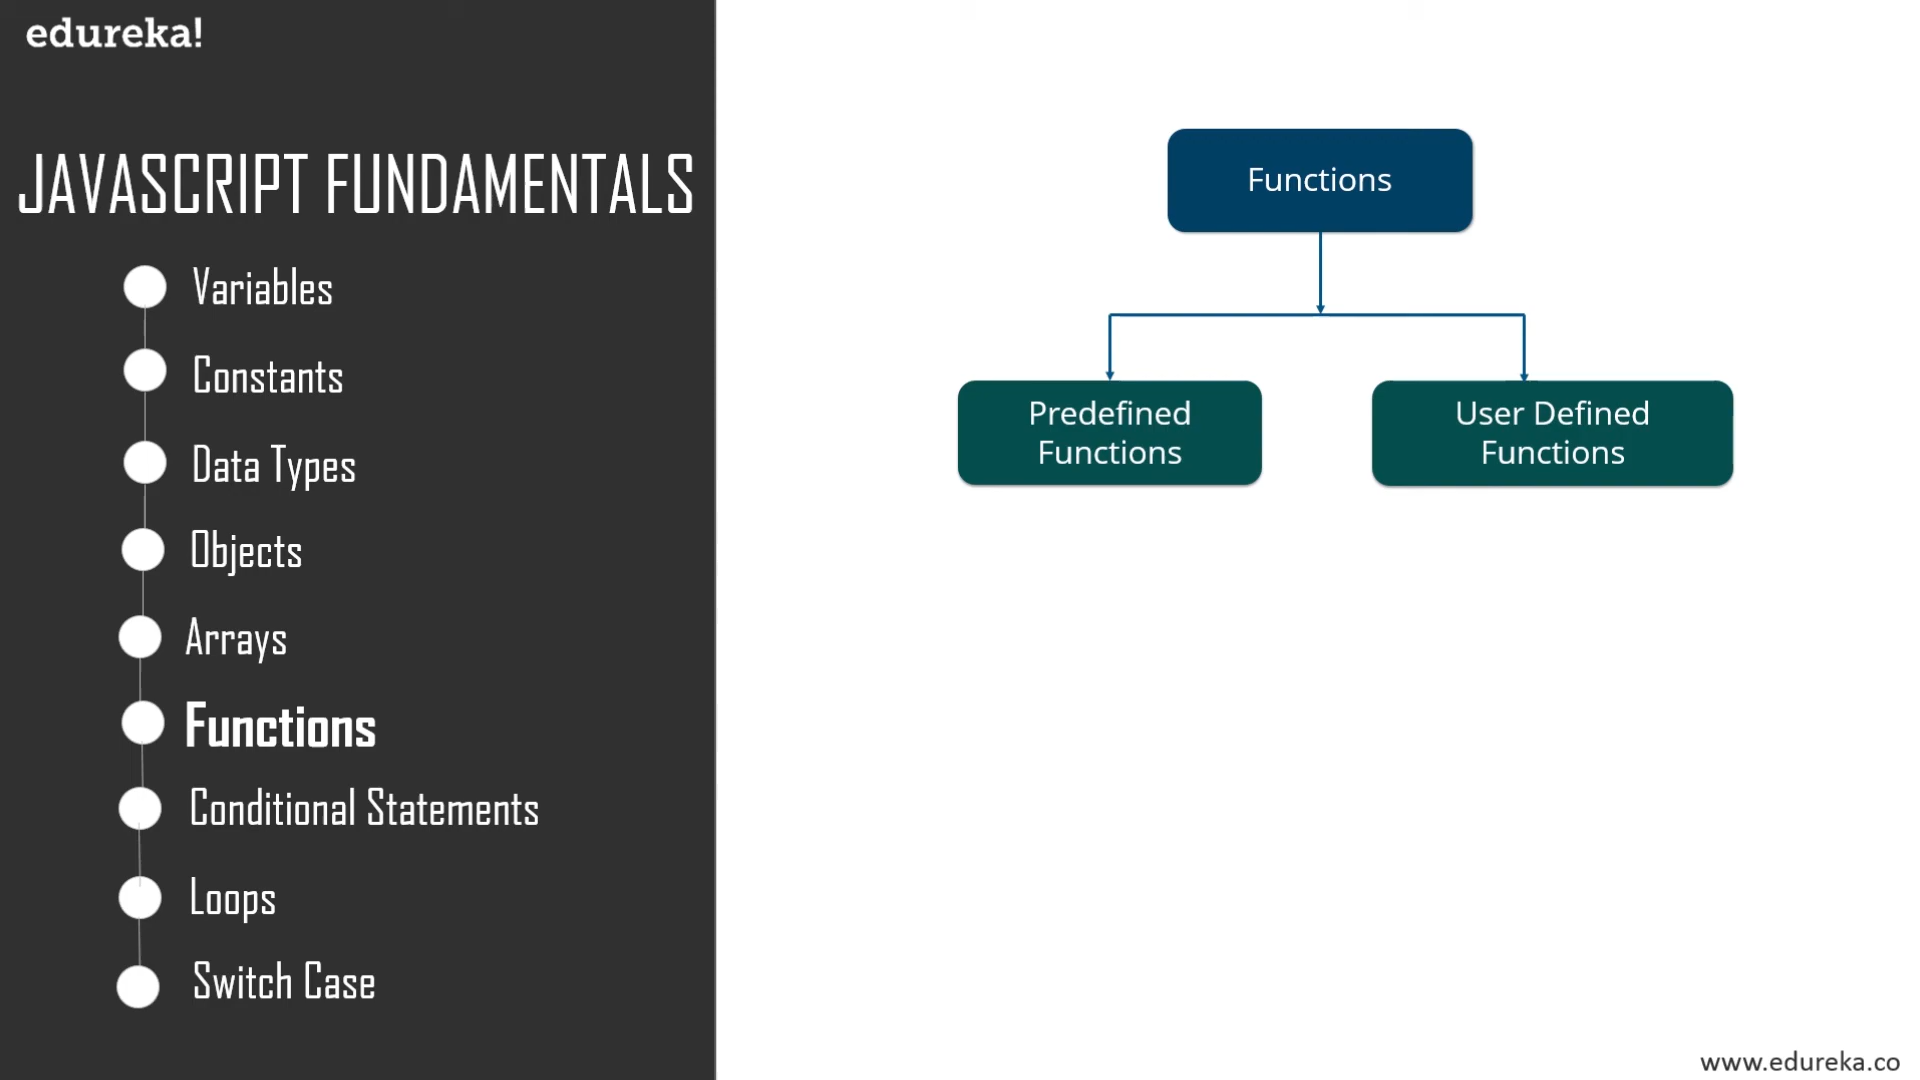 edureka!
JAVASCRIPT FUNDAMENTALS
Variables
Constants
Data Types
Objects
Arrays
Functions
Conditional Statements
Loops
Switch Case
Functions
Predefined
Functions
User Defined
Functions
www.edureka.co